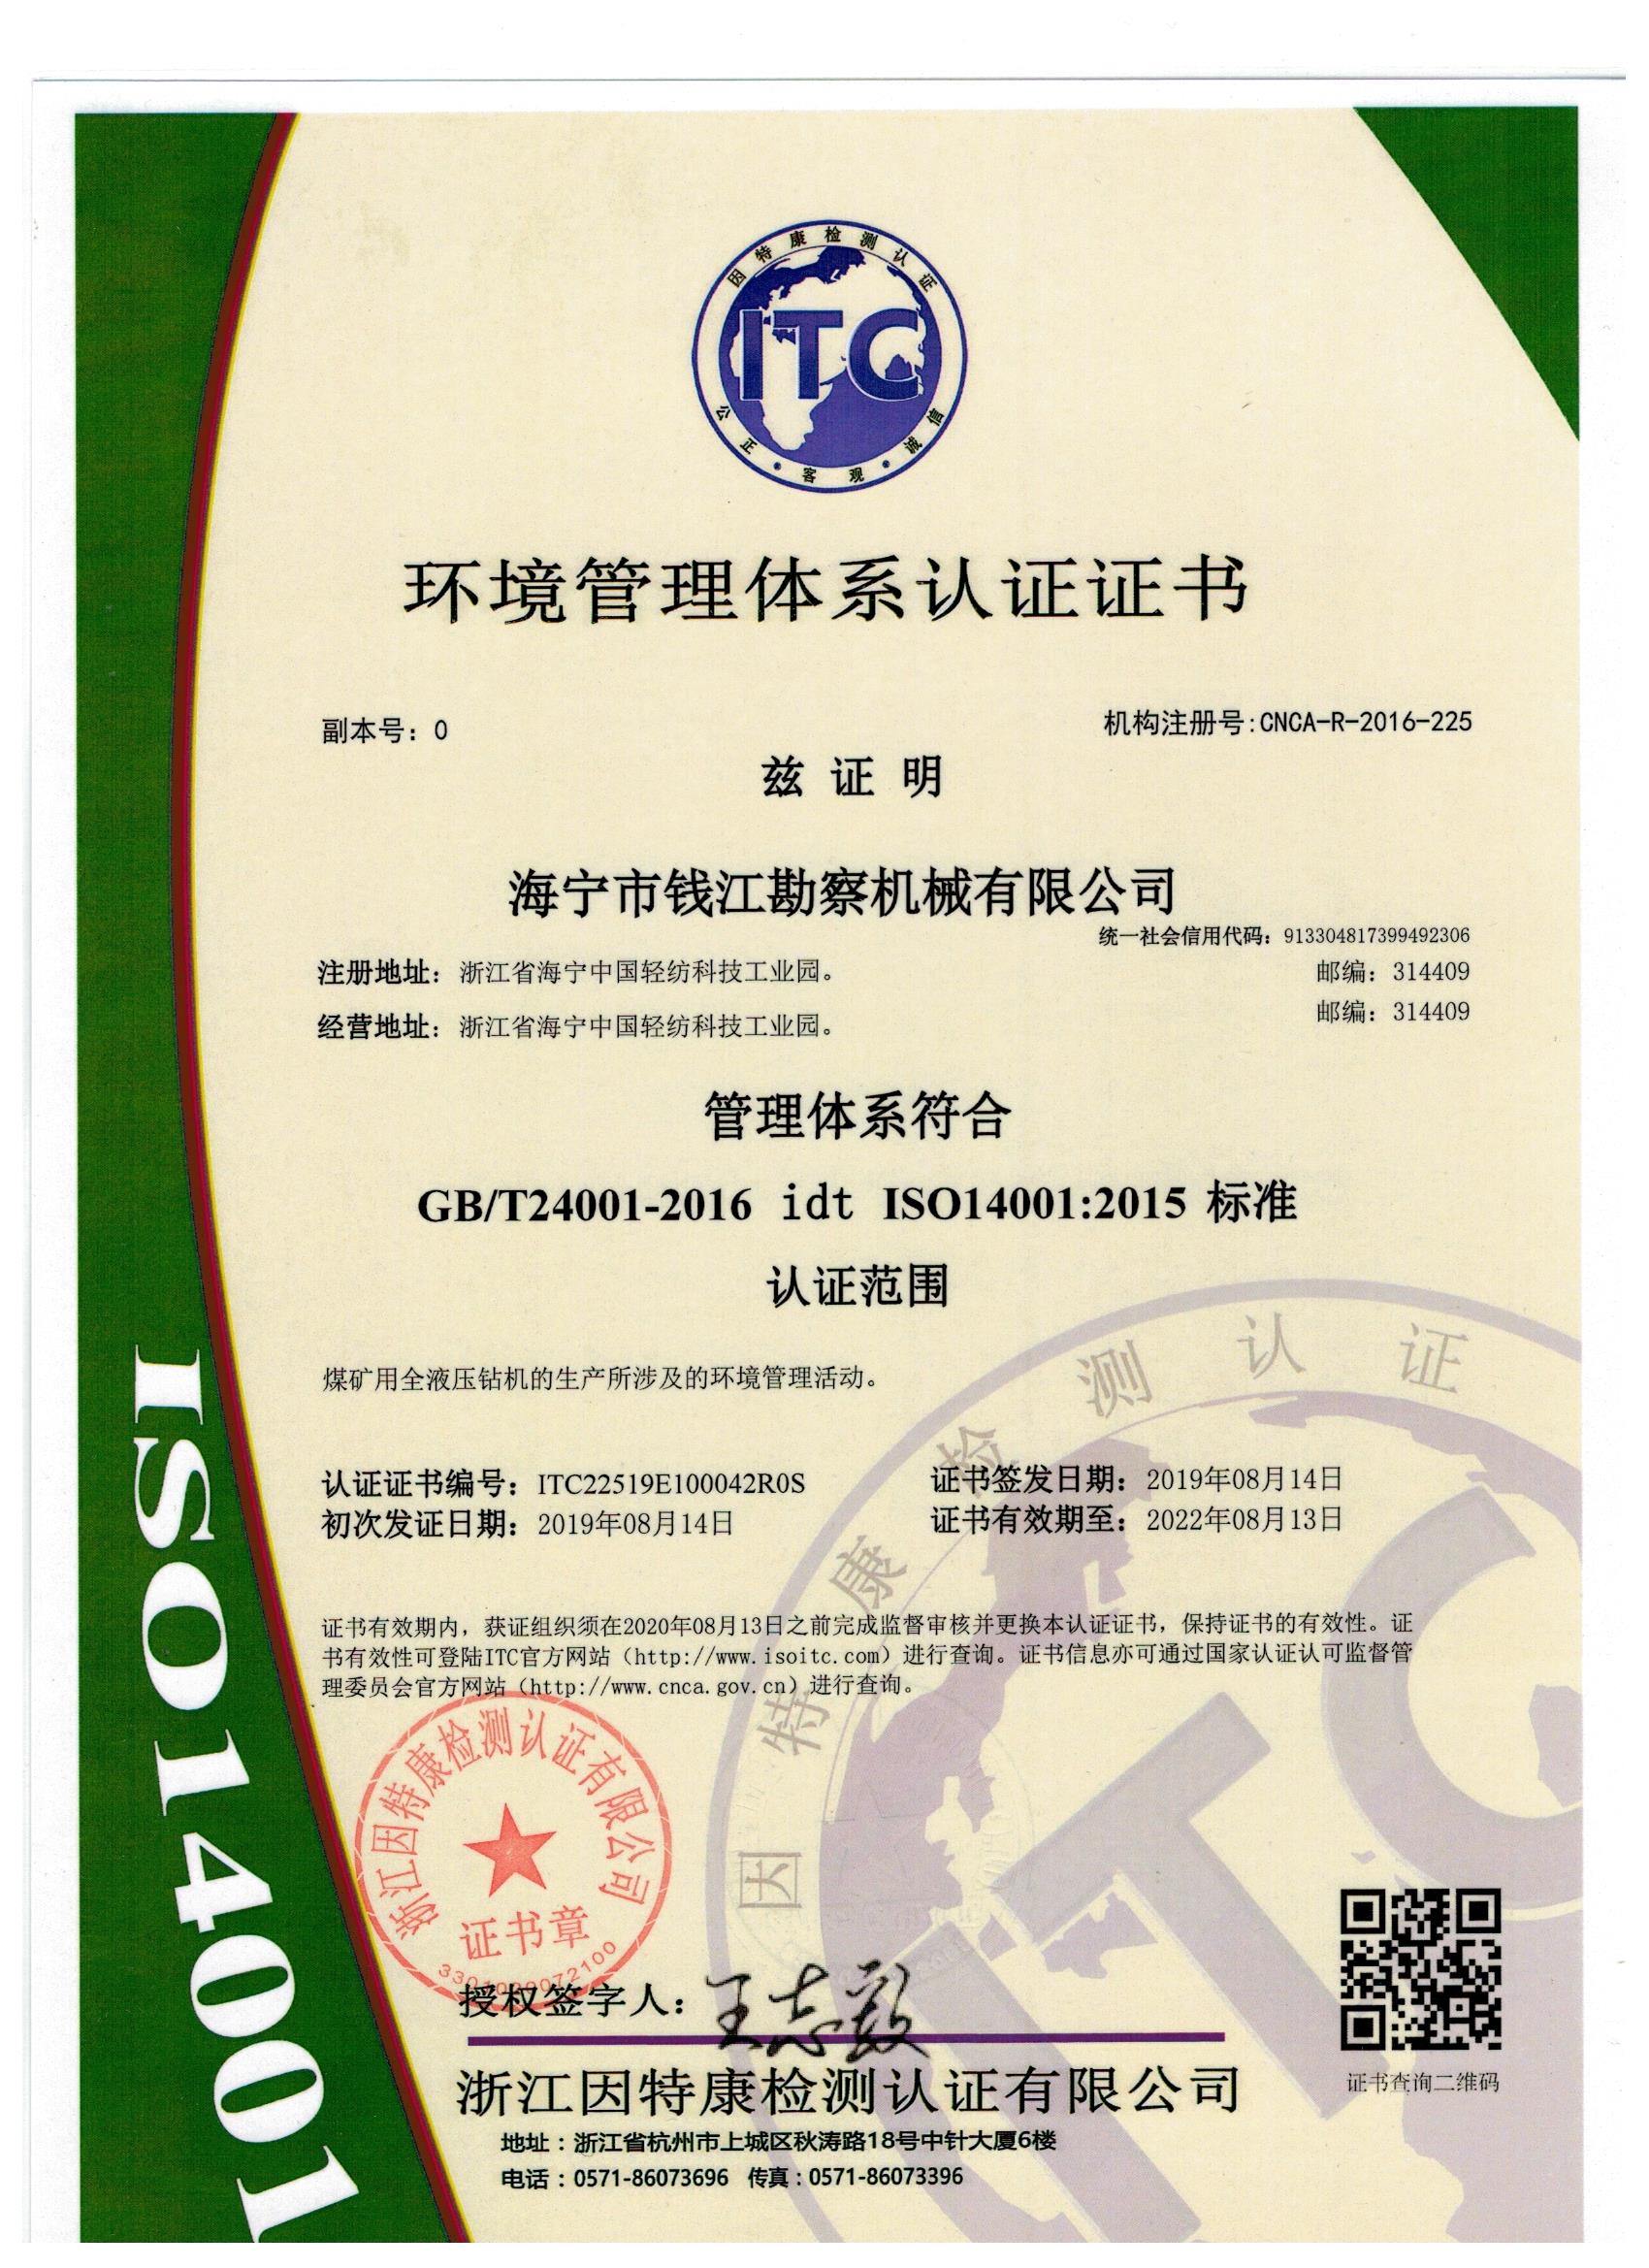 因特康检测认证
ITC
公正·客观·诚信
环境管理体系认证证书
副本号：0
机构注册号:CNCA-R-2016-225
兹 证 明
海宁市钱江勘察机械有限公司
统一社会信用代码：913304817399492306
注册地址：浙江省海宁中国轻纺科技工业园。
邮编：314409
经营地址：浙江省海宁中国轻纺科技工业园。
邮编：314409
管理体系符合
GB/T24001-2016 idt ISO14001:2015 标准
认证范围
煤矿用全液压钻机的生产所涉及的环境管理活动。
认证证书编号：ITC22519E100042R0S
证书签发日期：2019年08月14日
初次发证日期：2019年08月14日
证书有效期至：2022年08月13日
证书有效期内，获证组织须在2020年08月13日之前完成监督审核并更换本认证证书，保持证书的有效性。证
书有效性可登陆ITC官方网站（http://www.isoitc.com）进行查询。证书信息亦可通过国家认证认可监督管
理委员会官方网站（http://www.cnca.gov.cn）进行查询。
浙江因特康检测认证有限公司
证书章
授权签字人：
浙江因特康检测认证有限公司
地址：浙江省杭州市上城区秋涛路18号中针大厦6楼
电话：0571-86073696 传真：0571-86073396
证书查询二维码
ISO14001
因特康检测认证
ITC